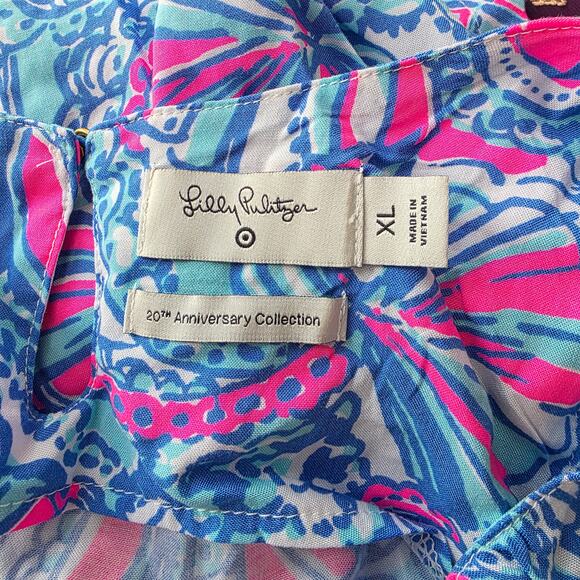 Lilly Pulitzer
XL
MADE IN
VIETNAM
20TH Anniversary Collection